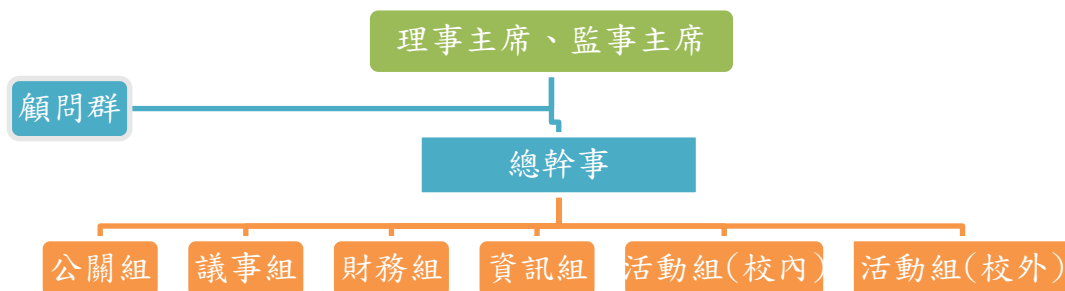 理事主席、監事主席
顧問群
總幹事
公關組
議事組
財務組
資訊組
活動組(校內)
活動組(校外)